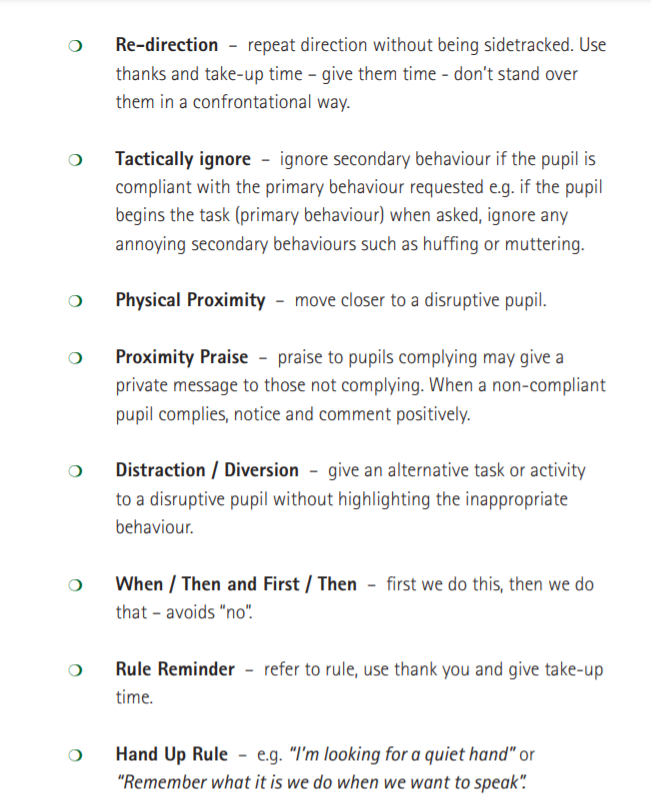 ❍ Re-direction – repeat direction without being sidetracked. Use
thanks and take-up time – give them time - don't stand over
them in a confrontational way.
❍ Tactically ignore – ignore secondary behaviour if the pupil is
compliant with the primary behaviour requested e.g. if the pupil
begins the task (primary behaviour) when asked, ignore any
annoying secondary behaviours such as huffing or muttering.
❍ Physical Proximity – move closer to a disruptive pupil.
❍ Proximity Praise – praise to pupils complying may give a
private message to those not complying. When a non-compliant
pupil complies, notice and comment positively.
❍ Distraction / Diversion – give an alternative task or activity
to a disruptive pupil without highlighting the inappropriate
behaviour.
❍ When / Then and First / Then – first we do this, then we do
that – avoids "no".
❍ Rule Reminder – refer to rule, use thank you and give take-up
time.
❍ Hand Up Rule – e.g. "I'm looking for a quiet hand" or
"Remember what it is we do when we want to speak".